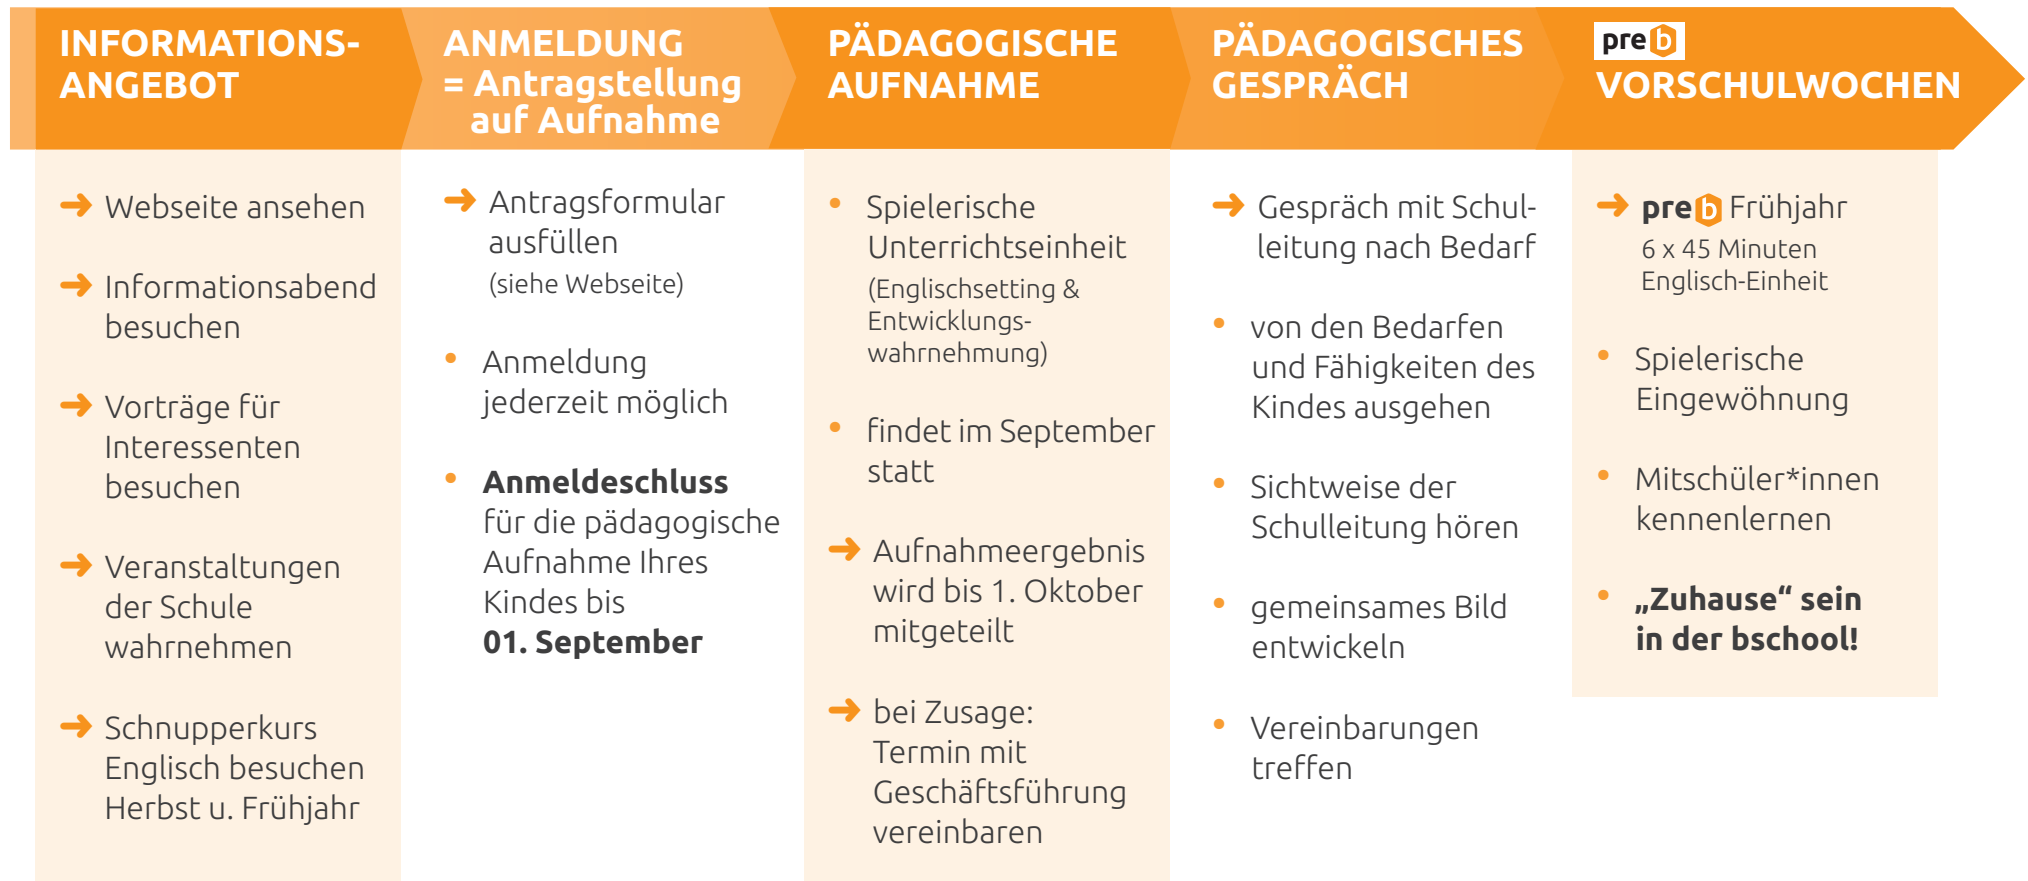 INFORMATIONS-
ANGEBOT
➜ Webseite ansehen
➜ Informationsabend
besuchen
➜ Vorträge für
Interessenten
besuchen
➜ Veranstaltungen
der Schule
wahrnehmen
➜ Schnupperkurs
Englisch besuchen
Herbst u. Frühjahr
ANMELDUNG
= Antragstellung
auf Aufnahme
➜ Antragsformular
ausfüllen
(siehe Webseite)
• Anmeldung
jederzeit möglich
• Anmeldeschluss
für die pädagogische
Aufnahme Ihres
Kindes bis
01. September
PÄDAGOGISCHE
AUFNAHME
• Spielerische
Unterrichtseinheit
(Englischsetting &
Entwicklungs-
wahrnehmung)
• findet im September
statt
➜ Aufnahmeergebnis
wird bis 1. Oktober
mitgeteilt
➜ bei Zusage:
Termin mit
Geschäftsführung
vereinbaren
PÄDAGOGISCHES
GESPRÄCH
➜ Gespräch mit Schul-
leitung nach Bedarf
• von den Bedarfen
und Fähigkeiten des
Kindes ausgehen
• Sichtweise der
Schulleitung hören
• gemeinsames Bild
entwickeln
• Vereinbarungen
treffen
pre b
VORSCHULWOCHEN
➜ pre b Frühjahr
6 x 45 Minuten
Englisch-Einheit
• Spielerische
Eingewöhnung
• Mitschüler*innen
kennenlernen
• „Zuhause“ sein
in der bschool!